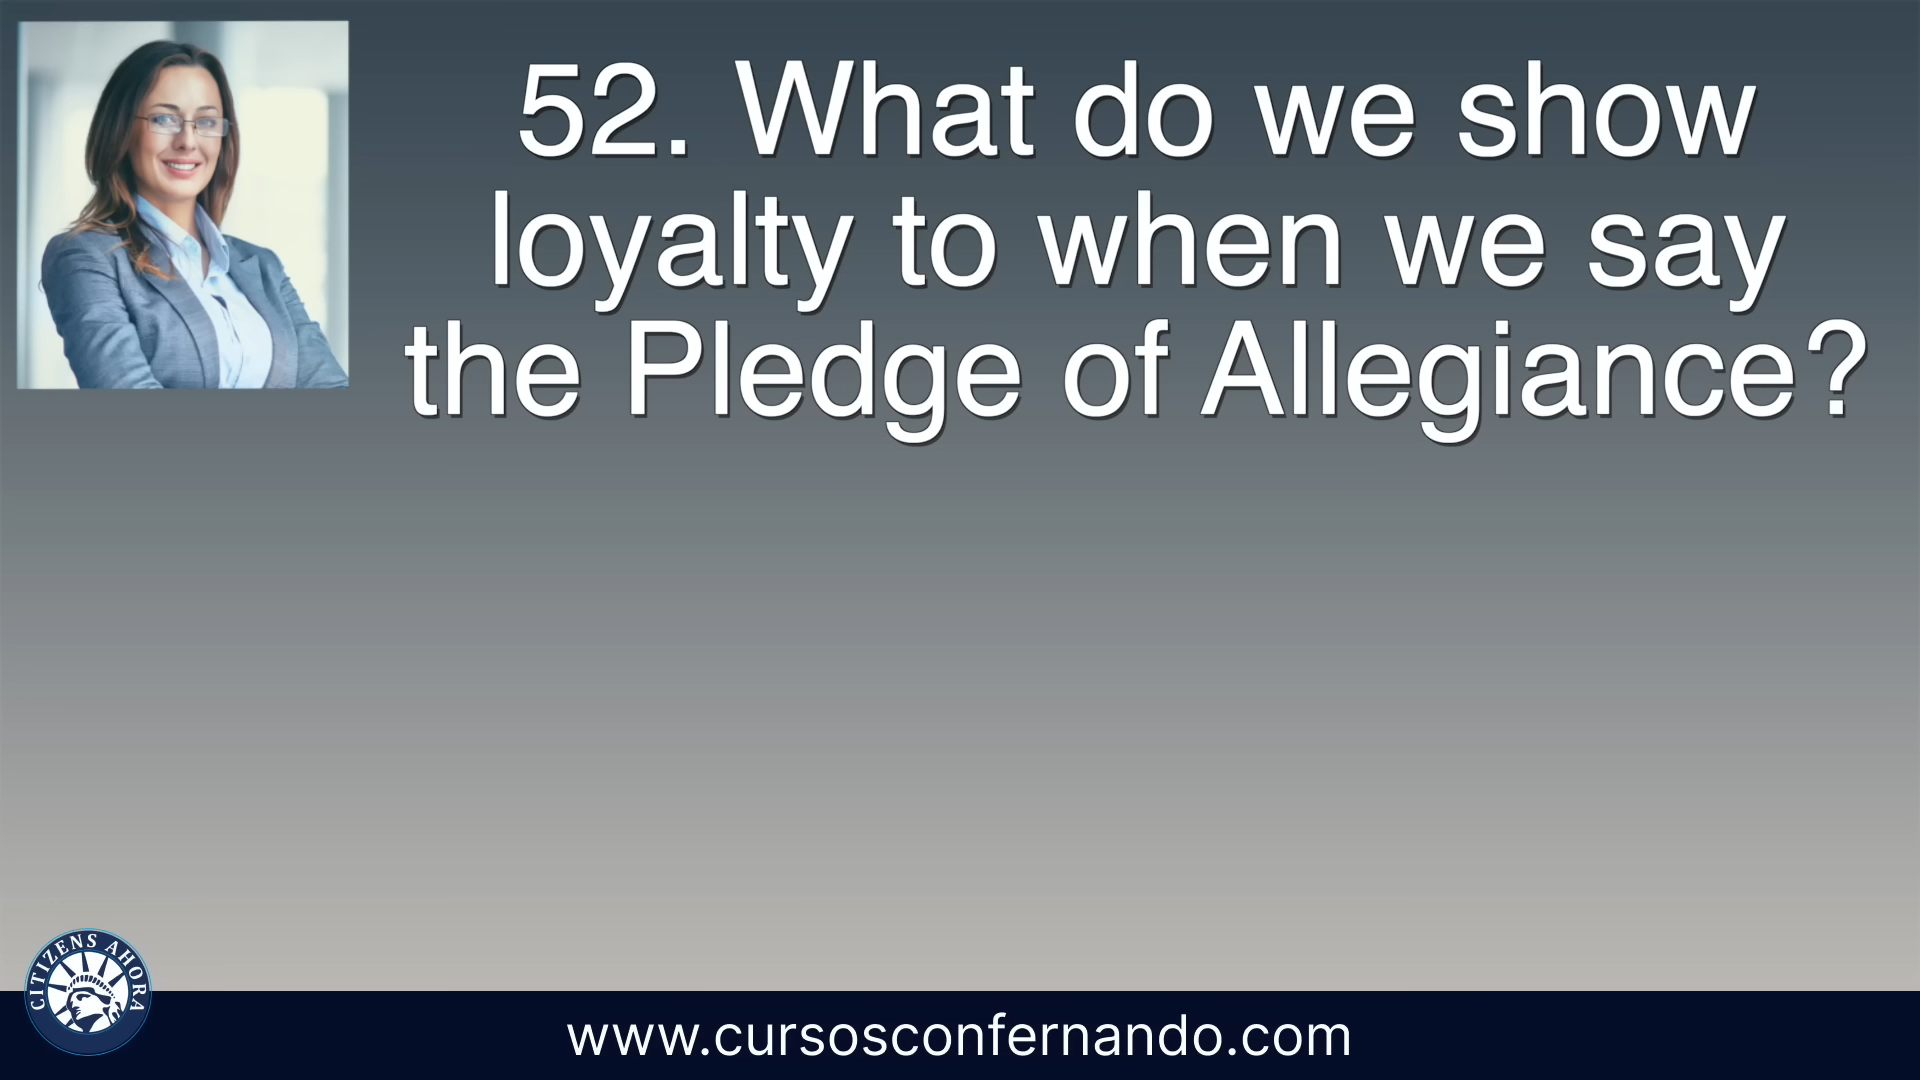 52. What do we show
loyalty to when we say
the Pledge of Allegiance?
CITIZENS AHORA
www.cursosconfernando.com